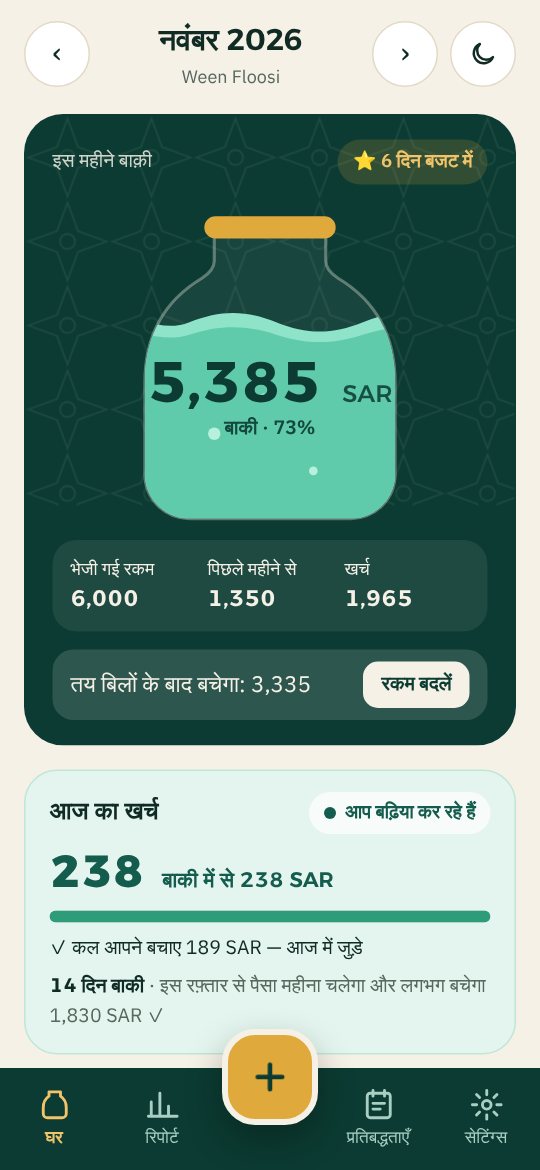 नवंबर 2026
Ween Floosi
इस महीने बाक़ी
⭐ 6 दिन बजट में
5,385 SAR
बाकी · 73%
भेजी गई रकम
6,000
पिछले महीने से
1,350
खर्च
1,965
तय बिलों के बाद बचेगा: 3,335
रकम बदलें
आज का खर्च
आप बढ़िया कर रहे हैं
238 बाकी में से 238 SAR
✓ कल आपने बचाए 189 SAR — आज में जुड़े
14 दिन बाकी · इस रफ़्तार से पैसा महीना चलेगा और लगभग बचेगा
1,830 SAR ✓
घर
रिपोर्ट
प्रतिबद्धताएँ
सेटिंग्स